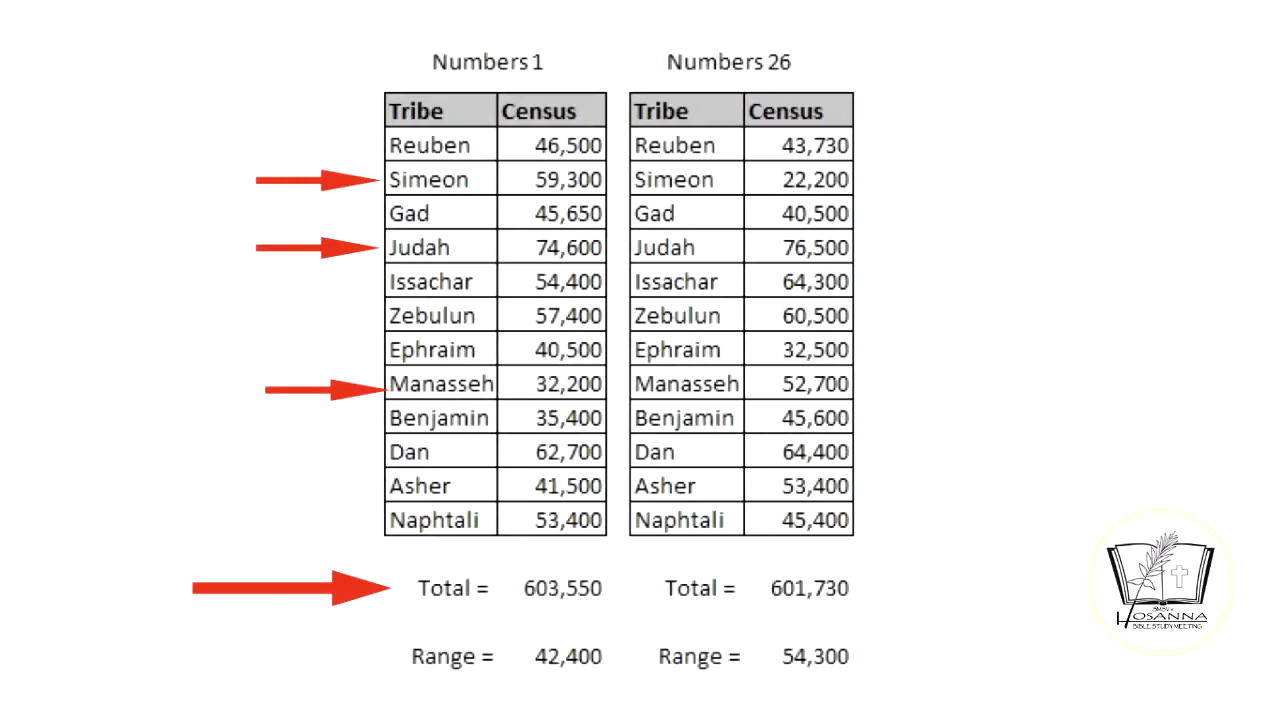 Numbers 1 Numbers 26
Tribe Census Tribe Census
Reuben 46,500 Reuben 43,730
Simeon 59,300 Simeon 22,200
Gad 45,650 Gad 40,500
Judah 74,600 Judah 76,500
Issachar 54,400 Issachar 64,300
Zebulun 57,400 Zebulun 60,500
Ephraim 40,500 Ephraim 32,500
Manasseh 32,200 Manasseh 52,700
Benjamin 35,400 Benjamin 45,600
Dan 62,700 Dan 64,400
Asher 41,500 Asher 53,400
Naphtali 53,400 Naphtali 45,400
Total = 603,550 Total = 601,730
Range = 42,400 Range = 54,300
HOSANNA
BIBLE STUDY MEETING